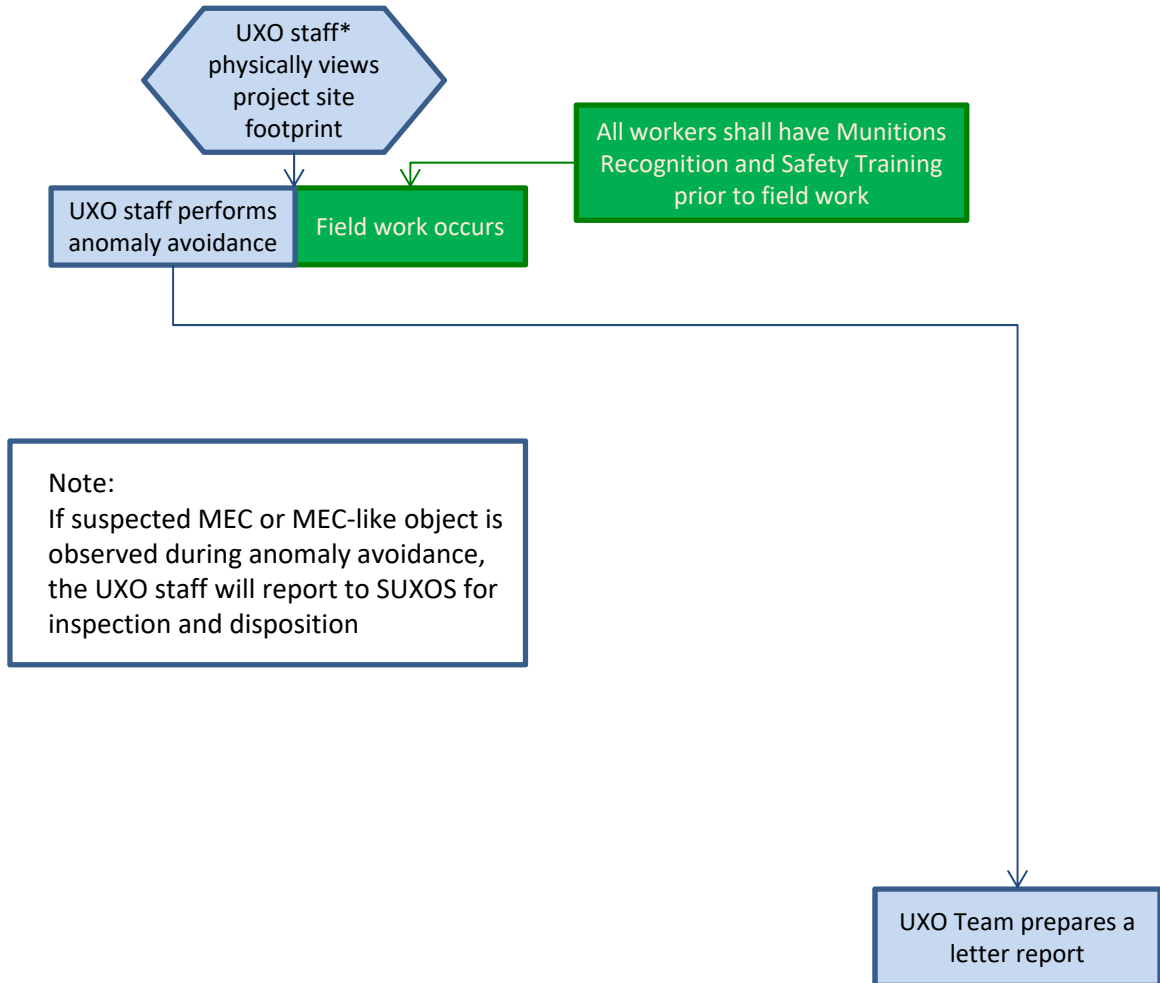 UXO staff*
physically views
project site
footprint
All workers shall have Munitions
Recognition and Safety Training
prior to field work
UXO staff performs
anomaly avoidance
Field work occurs
Note:
If suspected MEC or MEC-like object is
observed during anomaly avoidance,
the UXO staff will report to SUXOS for
inspection and disposition
UXO Team prepares a
letter report